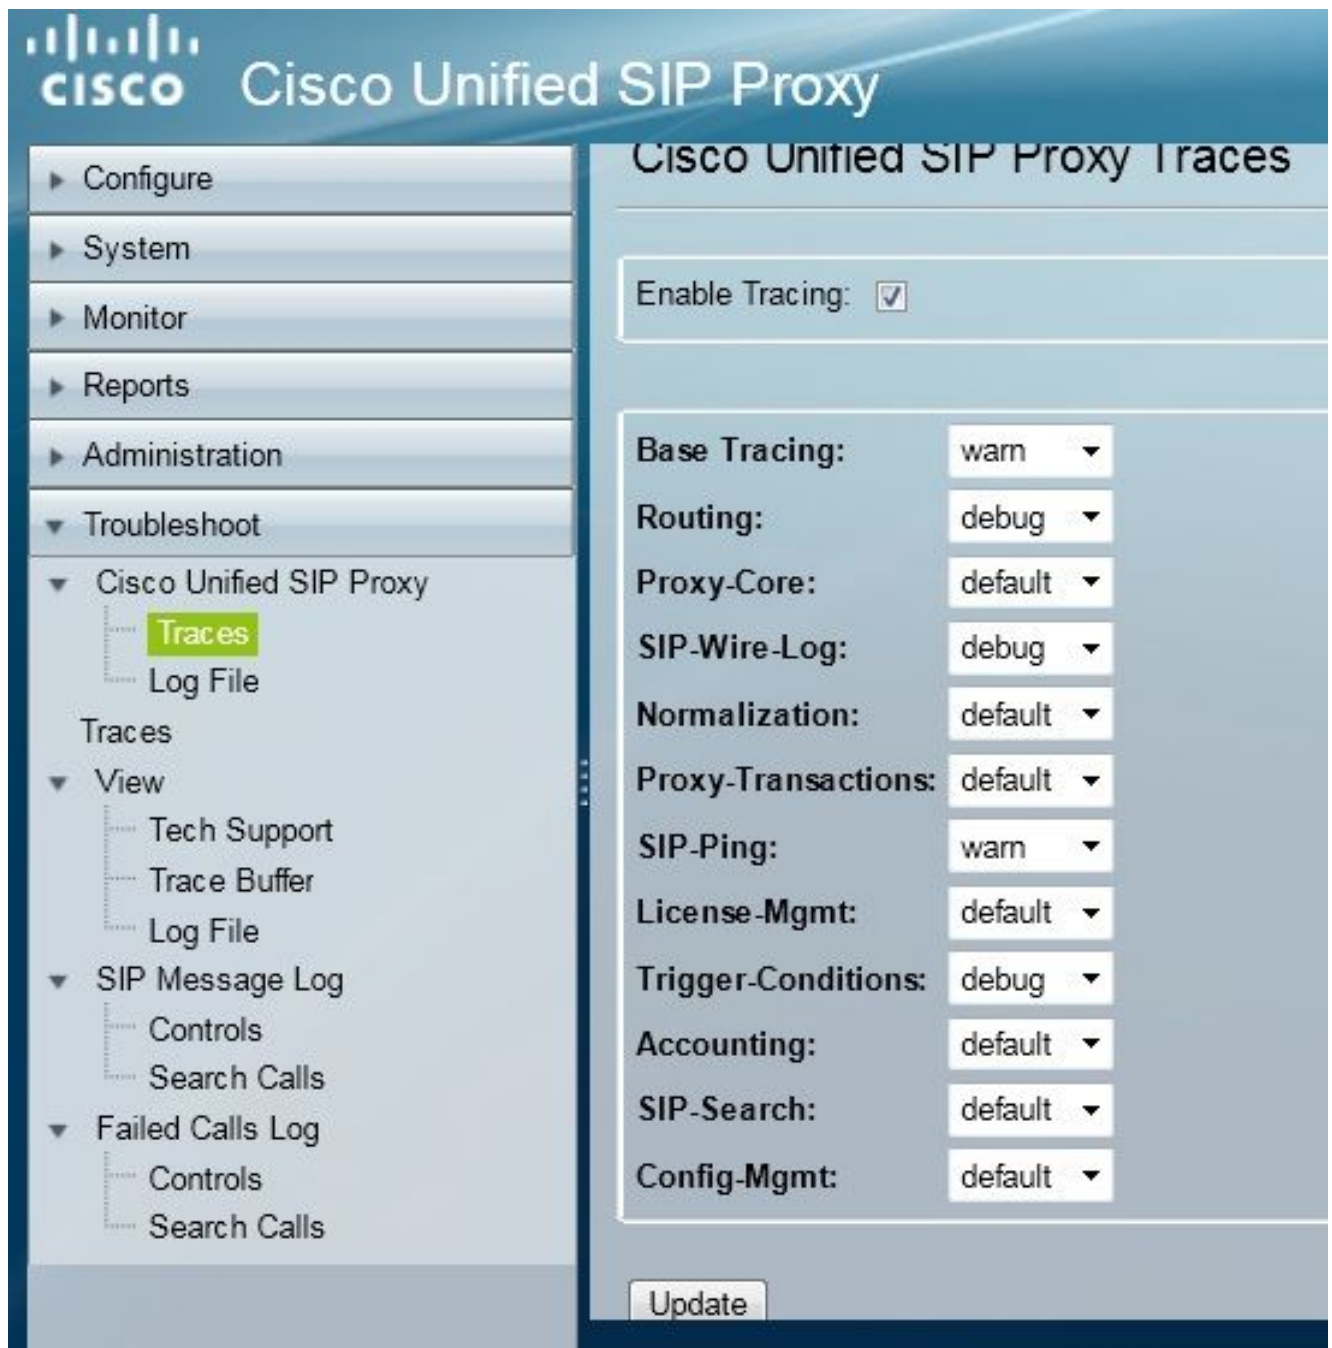 CISCO Cisco Unified SIP Proxy
Configure
System
Monitor
Reports
Administration
Troubleshoot
Cisco Unified SIP Proxy
Traces
Log File
Traces
View
Tech Support
Trace Buffer
Log File
SIP Message Log
Controls
Search Calls
Failed Calls Log
Controls
Search Calls
Cisco Unified SIP Proxy Traces
Enable Tracing:
Base Tracing: warn
Routing: debug
Proxy-Core: default
SIP-Wire-Log: debug
Normalization: default
Proxy-Transactions: default
SIP-Ping: warn
License-Mgmt: default
Trigger-Conditions: debug
Accounting: default
SIP-Search: default
Config-Mgmt: default
Update